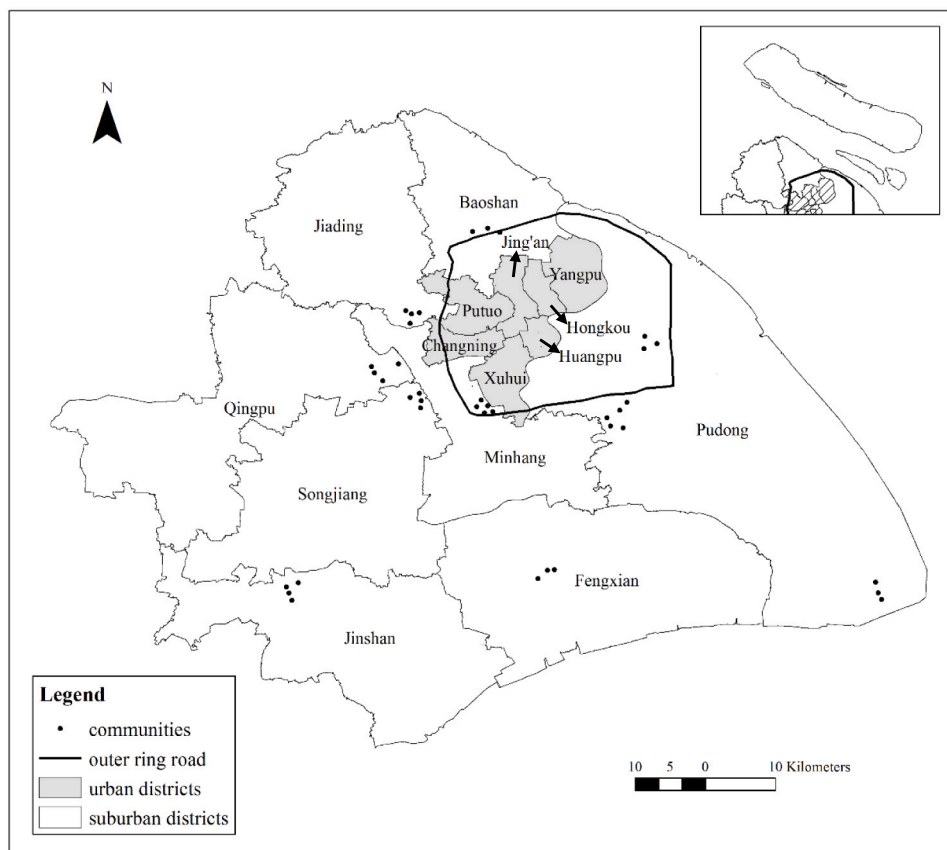 N
Baoshan
Jiading
Jing'an
Yangpu
Putuo
Hongkou
Changning
Huangpu
Xuhui
Qingpu
Pudong
Minhang
Songjiang
Fengxian
Jinshan
Legend
communities
outer ring road
urban districts
suburban districts
10 5 0 10 Kilometers